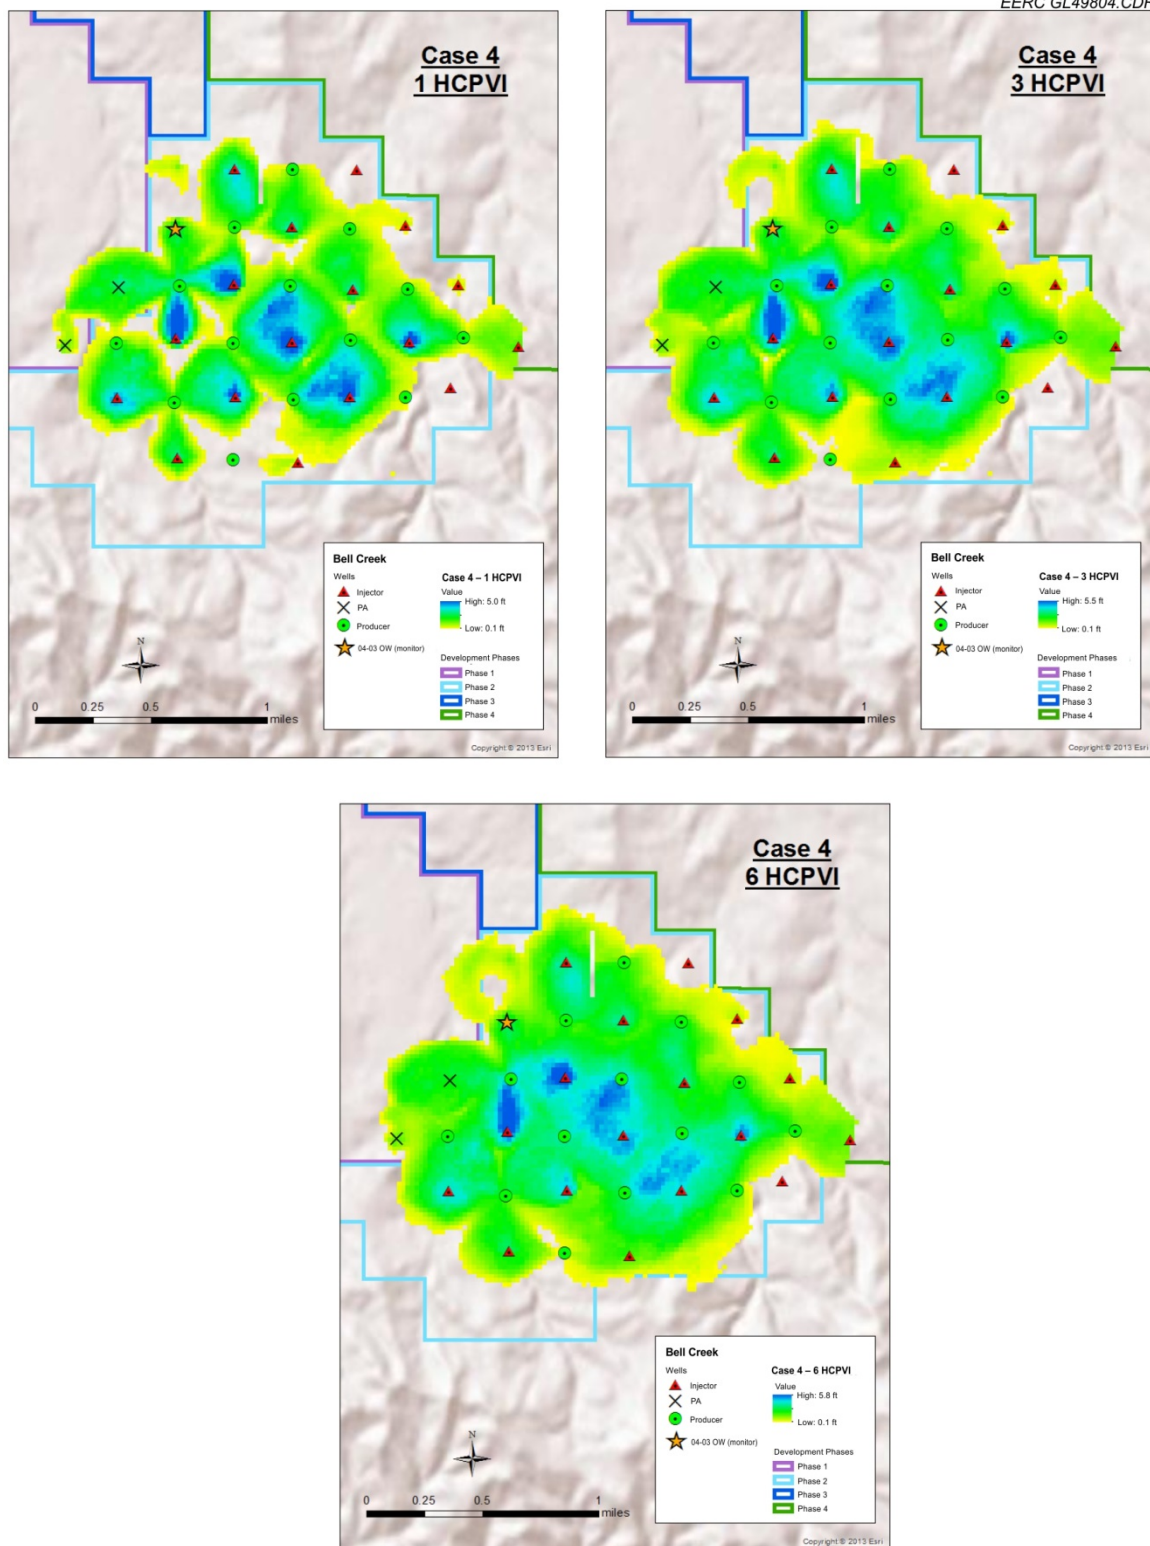 EERC GL49804.CDR
Case 4
1 HCPVI
Bell Creek
Wells
Injector
PA
Producer
04-03 OW (monitor)
Case 4 – 1 HCPVI
Value
High: 5.0 ft
Low: 0.1 ft
Development Phases
Phase 1
Phase 2
Phase 3
Phase 4
N
0 0.25 0.5 1
miles
Copyright © 2013 Esri
Case 4
3 HCPVI
Bell Creek
Wells
Injector
PA
Producer
04-03 OW (monitor)
Case 4 – 3 HCPVI
Value
High: 5.5 ft
Low: 0.1 ft
Development Phases
Phase 1
Phase 2
Phase 3
Phase 4
N
0 0.25 0.5 1
miles
Copyright © 2013 Esri
Case 4
6 HCPVI
Bell Creek
Wells
Injector
PA
Producer
04-03 OW (monitor)
Case 4 – 6 HCPVI
Value
High: 5.8 ft
Low: 0.1 ft
Development Phases
Phase 1
Phase 2
Phase 3
Phase 4
N
0 0.25 0.5 1
miles
Copyright © 2013 Esri